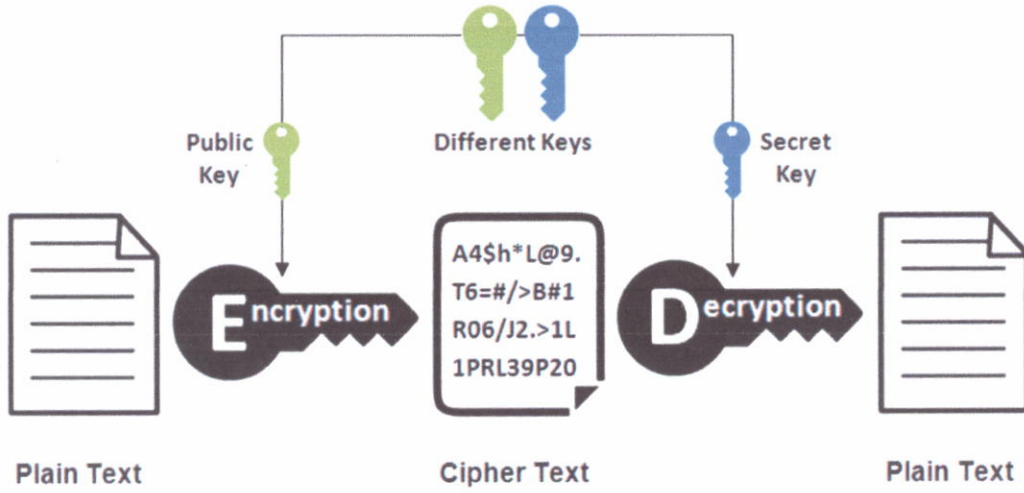 Public
Key
Different Keys
Secret
Key
A4$h*L@9.
T6=#/>B#1
R06/J2.>1L
1PRL39P20
Encryption
Decryption
Plain Text
Cipher Text
Plain Text